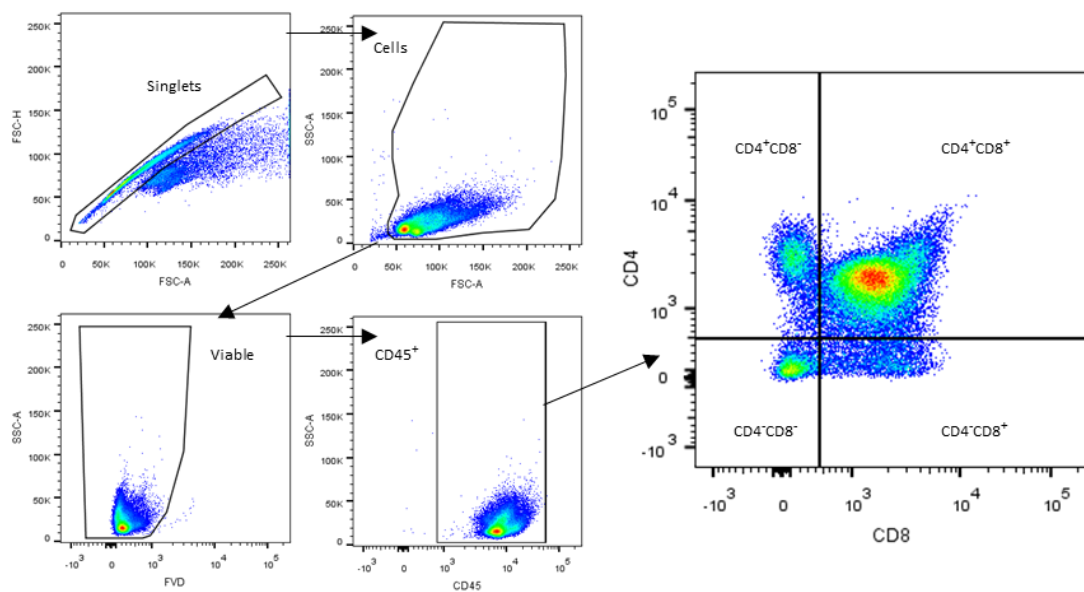 250K
200K
150K
100K
50K
0
FSC-H
Singlets
0 50K 100K 150K 200K 250K
FSC-A
250K
200K
150K
100K
50K
0
SSC-A
Cells
0 50K 100K 150K 200K 250K
FSC-A
250K
200K
150K
100K
50K
0
SSC-A
Viable
-10³ 0 10³ 10⁴ 10⁵
FVD
250K
200K
150K
100K
50K
0
SSC-A
CD45⁺
-10³ 0 10³ 10⁴ 10⁵
CD45
10⁵
10⁴
10³
0
-10³
CD4
CD4⁺CD8⁻ CD4⁺CD8⁺
CD4⁻CD8⁻ CD4⁻CD8⁺
-10³ 0 10³ 10⁴ 10⁵
CD8